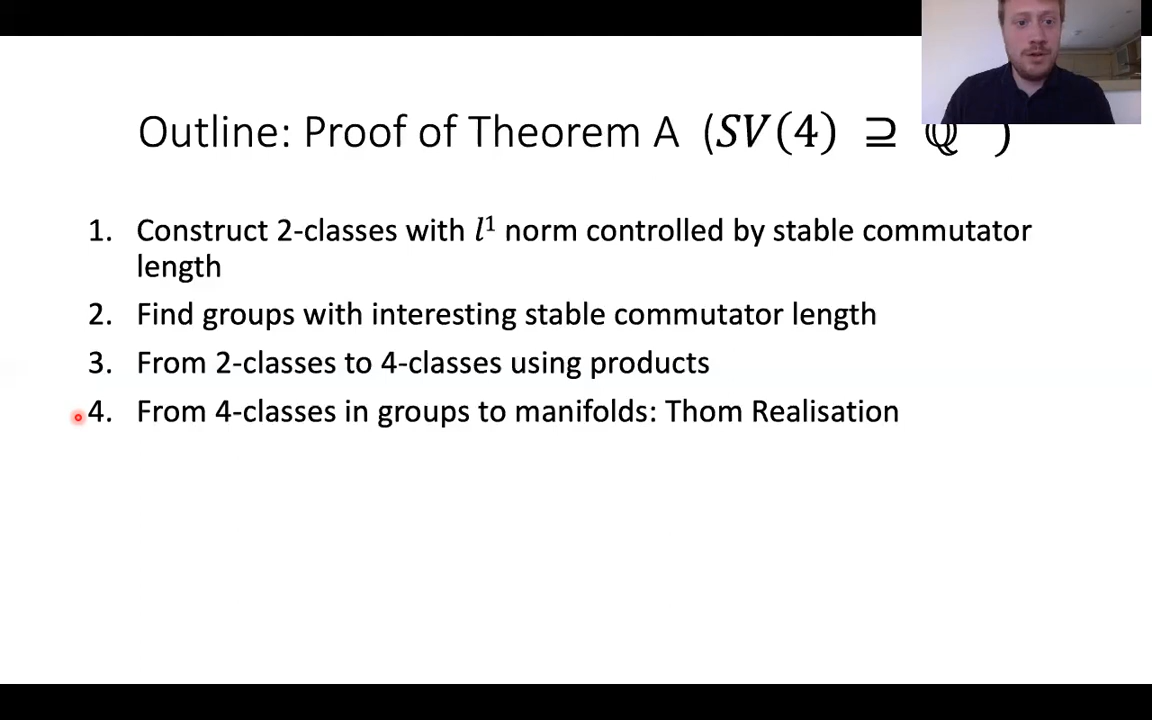 Outline: Proof of Theorem A (SV(4) ⊇ ℚ )
1. Construct 2-classes with l¹ norm controlled by stable commutator
length
2. Find groups with interesting stable commutator length
3. From 2-classes to 4-classes using products
4. From 4-classes in groups to manifolds: Thom Realisation